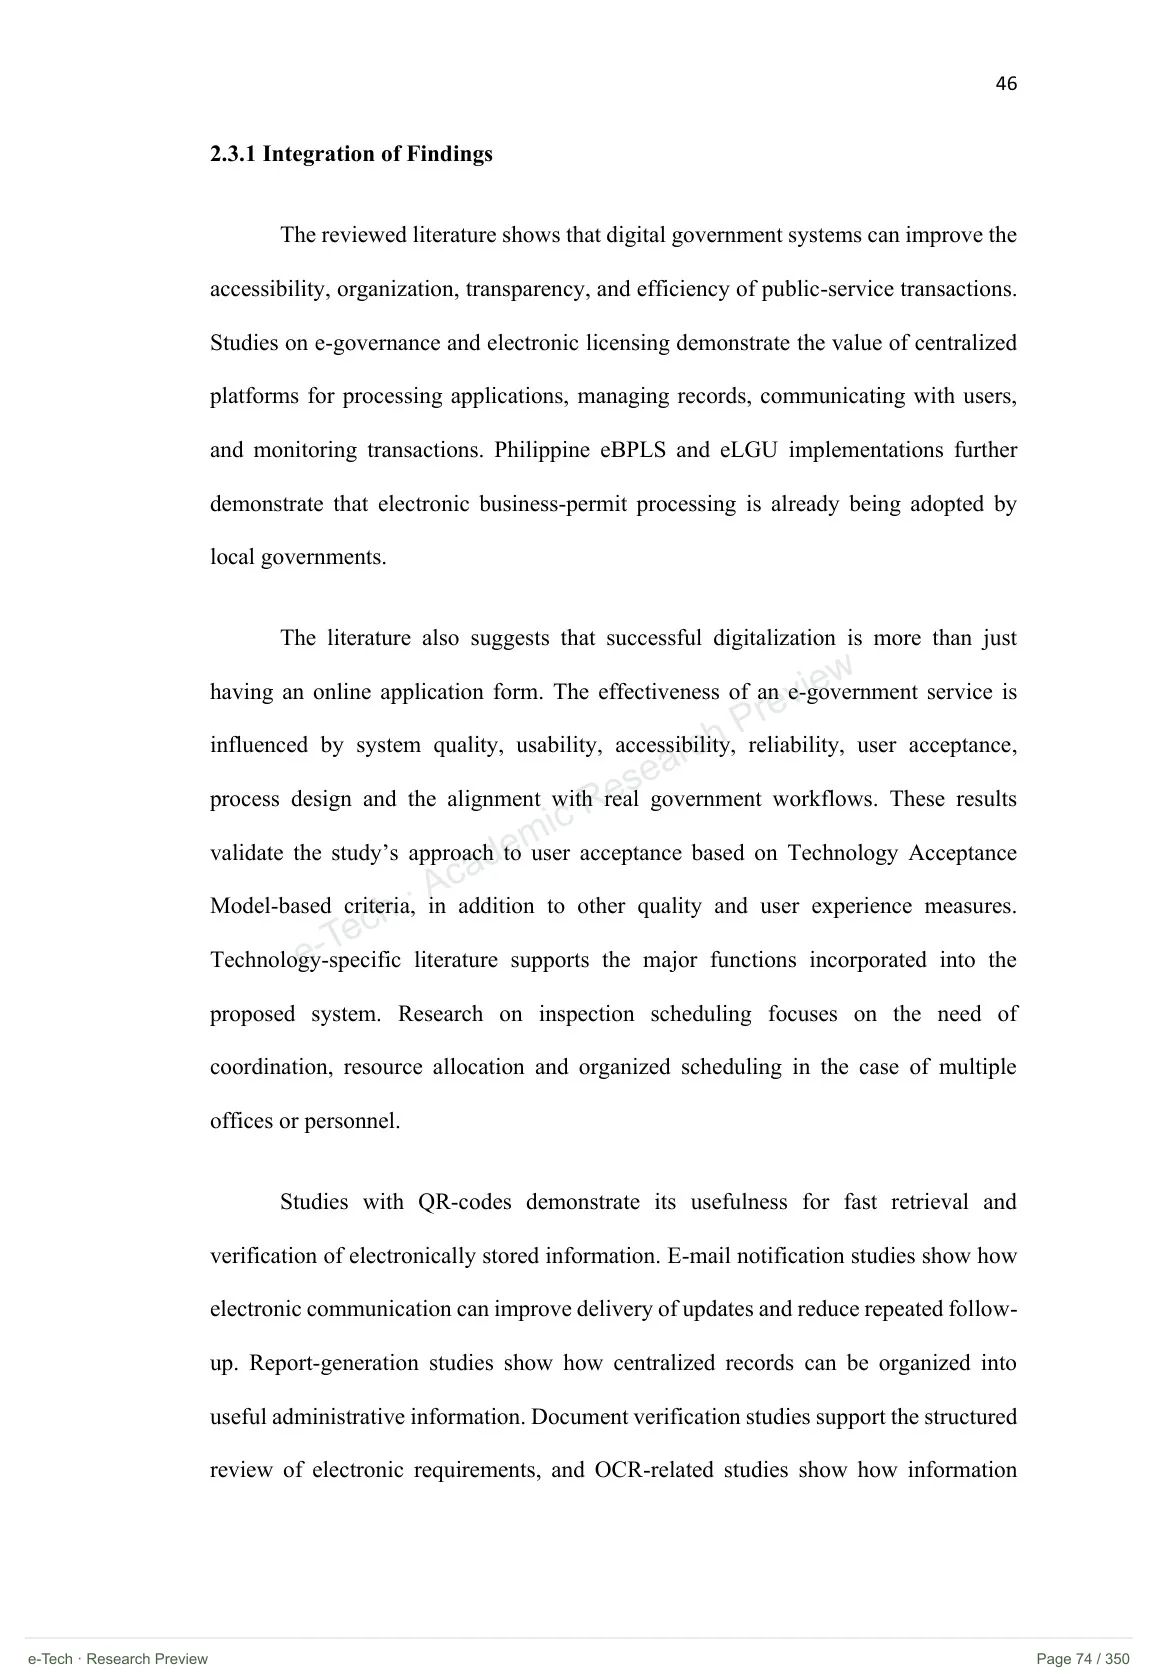 46
2.3.1 Integration of Findings
The reviewed literature shows that digital government systems can improve the
accessibility, organization, transparency, and efficiency of public-service transactions.
Studies on e-governance and electronic licensing demonstrate the value of centralized
platforms for processing applications, managing records, communicating with users,
and monitoring transactions. Philippine eBPLS and eLGU implementations further
demonstrate that electronic business-permit processing is already being adopted by
local governments.
The literature also suggests that successful digitalization is more than just
having an online application form. The effectiveness of an e-government service is
influenced by system quality, usability, accessibility, reliability, user acceptance,
process design and the alignment with real government workflows. These results
validate the study’s approach to user acceptance based on Technology Acceptance
Model-based criteria, in addition to other quality and user experience measures.
Technology-specific literature supports the major functions incorporated into the
proposed system. Research on inspection scheduling focuses on the need of
coordination, resource allocation and organized scheduling in the case of multiple
offices or personnel.
Studies with QR-codes demonstrate its usefulness for fast retrieval and
verification of electronically stored information. E-mail notification studies show how
electronic communication can improve delivery of updates and reduce repeated follow-
up. Report-generation studies show how centralized records can be organized into
useful administrative information. Document verification studies support the structured
review of electronic requirements, and OCR-related studies show how information
e-Tech · Academic Research Preview
e-Tech · Research Preview
Page 74 / 350